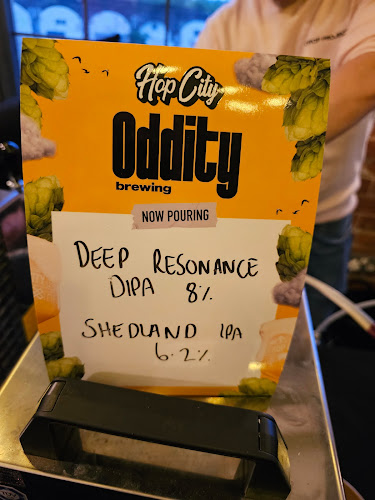 Hop City
Oddity
brewing
NOW POURING
DEEP RESONANCE
DIPA 8%
SHEDLAND IPA
6.2%